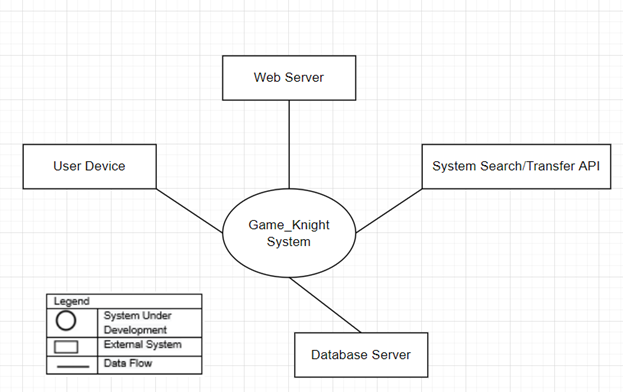 Web Server
User Device
System Search/Transfer API
Game_Knight
System
Database Server
Legend
System Under
Development
External System
Data Flow